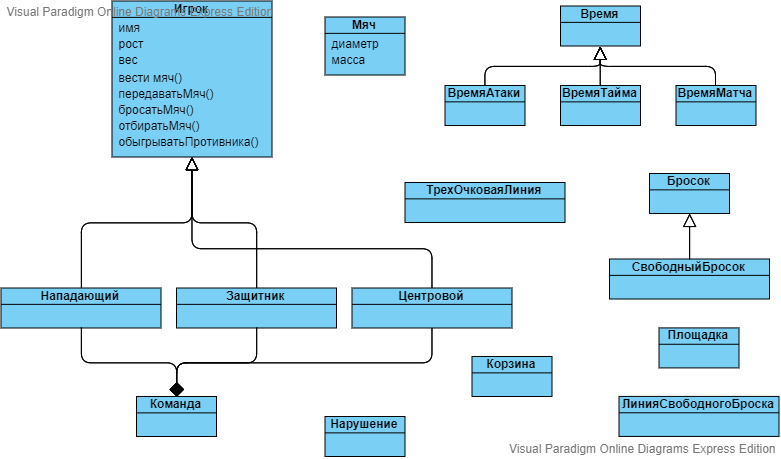 Visual Paradigm Online Diagrams Express Edition
Игрок
имя
рост
вес
вести мяч()
передаватьМяч()
бросатьМяч()
отбиратьМяч()
обыгрыватьПротивника()
Мяч
диаметр
масса
Время
ВремяАтаки
ВремяТайма
ВремяМатча
ТрехОчковаяЛиния
Бросок
СвободныйБросок
Нападающий
Защитник
Центровой
Площадка
Корзина
Команда
ЛинияСвободногоБроска
Нарушение
Visual Paradigm Online Diagrams Express Edition